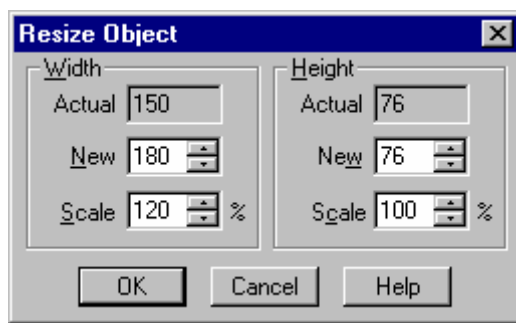 Resize Object
Width Height
Actual 150 Actual 76
New 180 New 76
Scale 120 % Scale 100 %
OK Cancel Help